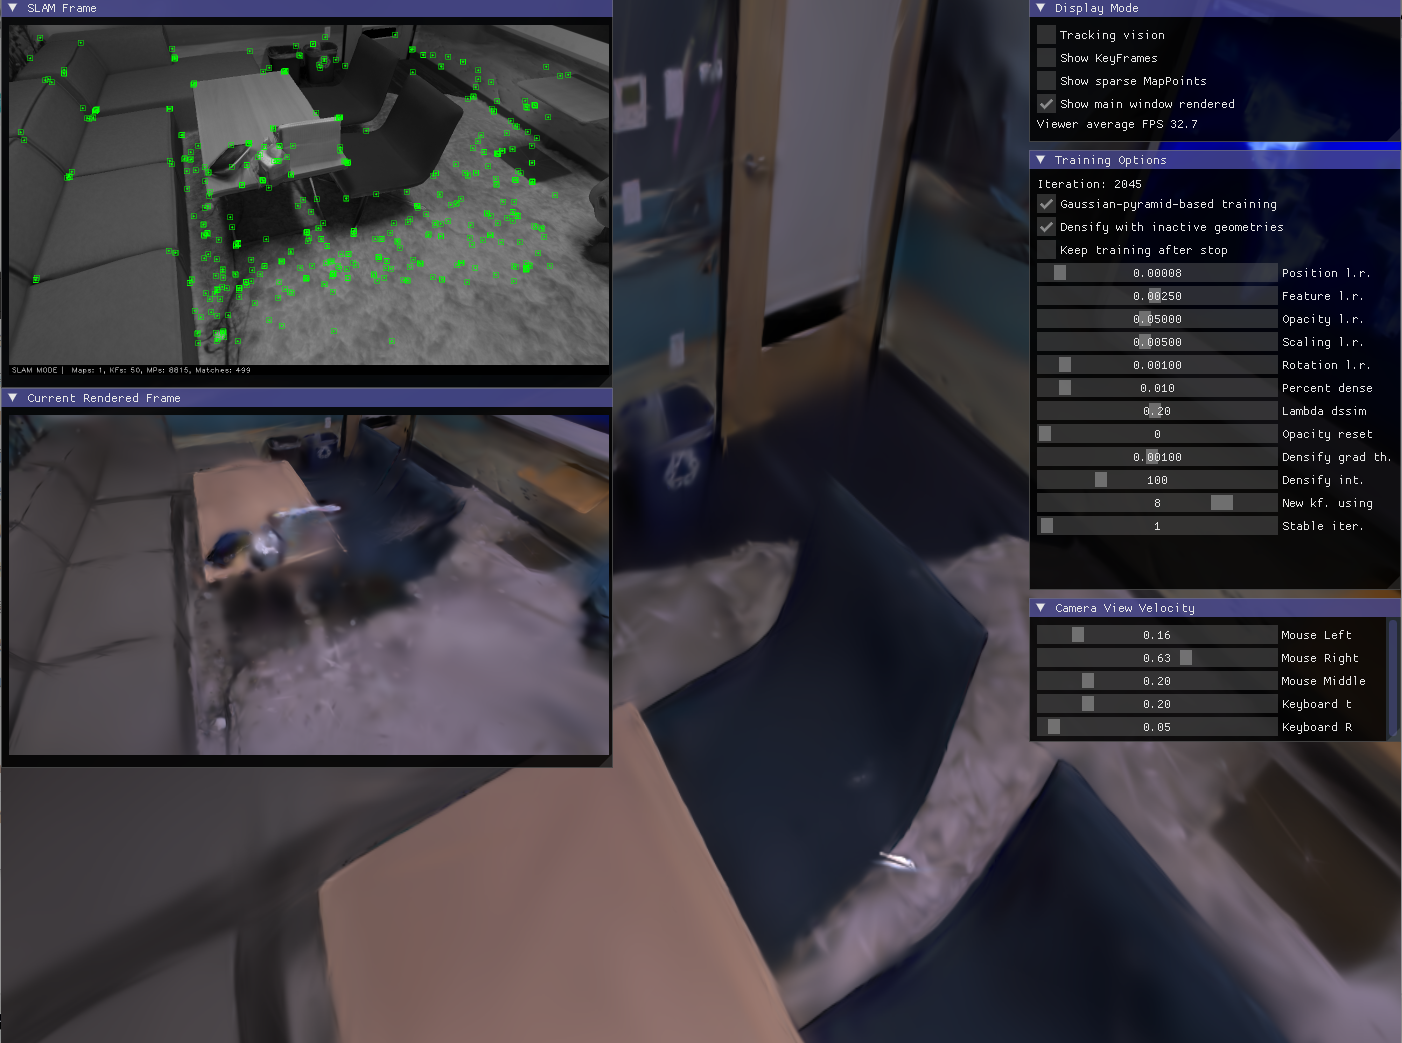 SLAM Frame
SLAM MODE | Maps: 1, KFs: 50, MPs: 8815, Matches: 499
Current Rendered Frame
Display Mode
Tracking vision
Show KeyFrames
Show sparse MapPoints
Show main window rendered
Viewer average FPS 32.7
Training Options
Iteration: 2045
Gaussian-pyramid-based training
Densify with inactive geometries
Keep training after stop
0.00008 Position l.r.
0.00250 Feature l.r.
0.05000 Opacity l.r.
0.00500 Scaling l.r.
0.00100 Rotation l.r.
0.010 Percent dense
0.20 Lambda dssim
0 Opacity reset
0.00100 Densify grad th.
100 Densify int.
8 New kf. using
1 Stable iter.
Camera View Velocity
0.16 Mouse Left
0.63 Mouse Right
0.20 Mouse Middle
0.20 Keyboard t
0.05 Keyboard R